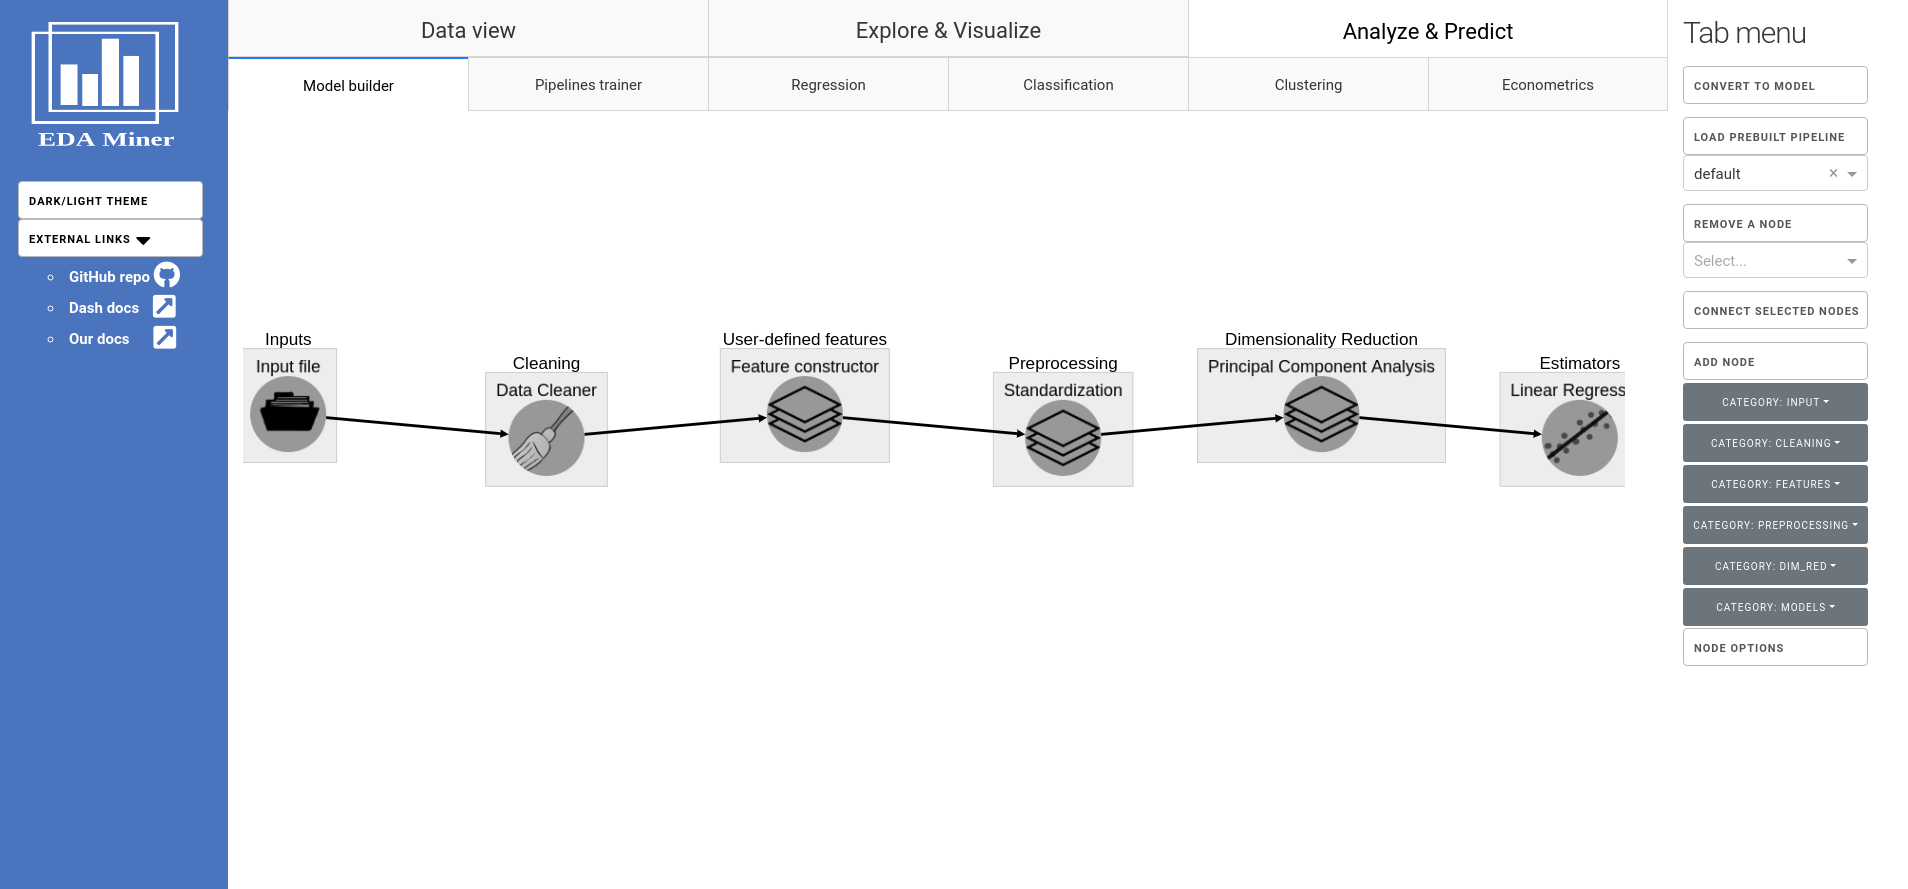 EDA Miner
DARK/LIGHT THEME
EXTERNAL LINKS
GitHub repo
Dash docs
Our docs
Data view
Explore & Visualize
Analyze & Predict
Model builder
Pipelines trainer
Regression
Classification
Clustering
Econometrics
Inputs
Input file
Cleaning
Data Cleaner
User-defined features
Feature constructor
Preprocessing
Standardization
Dimensionality Reduction
Principal Component Analysis
Estimators
Linear Regress
Tab menu
CONVERT TO MODEL
LOAD PREBUILT PIPELINE
default ×
REMOVE A NODE
Select...
CONNECT SELECTED NODES
ADD NODE
CATEGORY: INPUT
CATEGORY: CLEANING
CATEGORY: FEATURES
CATEGORY: PREPROCESSING
CATEGORY: DIM_RED
CATEGORY: MODELS
NODE OPTIONS